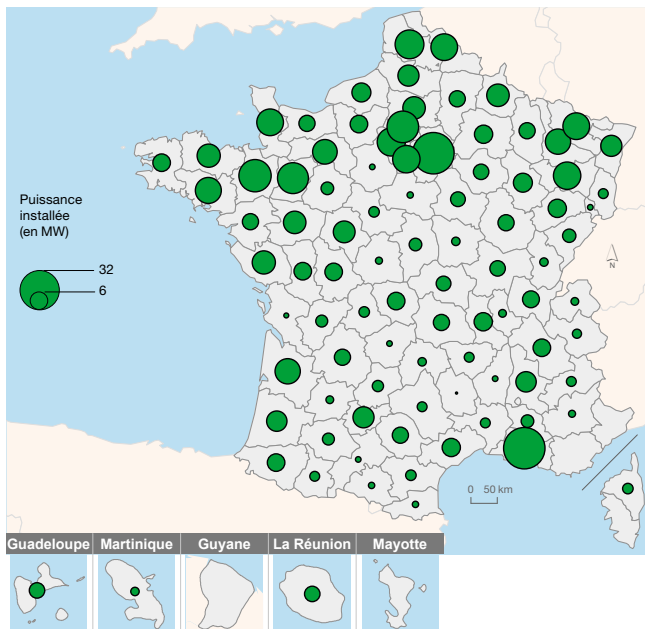 Puissance
installée
(en MW)
32
6
N
0 50 km
Guadeloupe Martinique Guyane La Réunion Mayotte